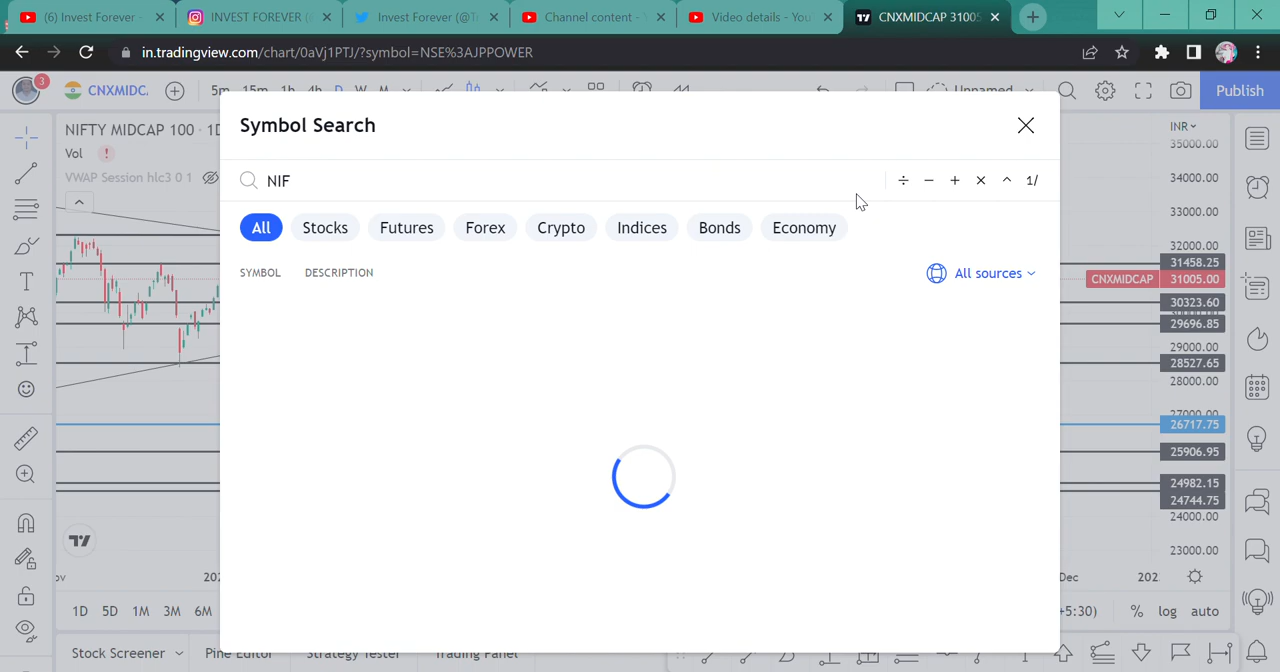 (6) Invest Forever -
INVEST FOREVER (
Invest Forever (@T
Channel content -
Video details - You
CNXMIDCAP 3100
in.tradingview.com/chart/0aVj1PTJ/?symbol=NSE%3AJPPOWER
3
CNXMIDC.
5m 15m 1h 4h D W M
Unnamed
Publish
Symbol Search
NIFTY MIDCAP 100 · 1D
Vol
VWAP Session hlc3 0 1
NIF
÷ − + × ^ 1/
All Stocks Futures Forex Crypto Indices Bonds Economy
SYMBOL DESCRIPTION
All sources
INR
35000.00
34000.00
33000.00
32000.00
31458.25
CNXMIDCAP 31005.00
30323.60
29696.85
29000.00
28527.65
28000.00
27000.00
26717.75
25906.95
24982.15
24744.75
24000.00
23000.00
ov 202 Dec 202
1D 5D 1M 3M 6M
+5:30) % log auto
Stock Screener Pine Editor Strategy Tester Trading Panel